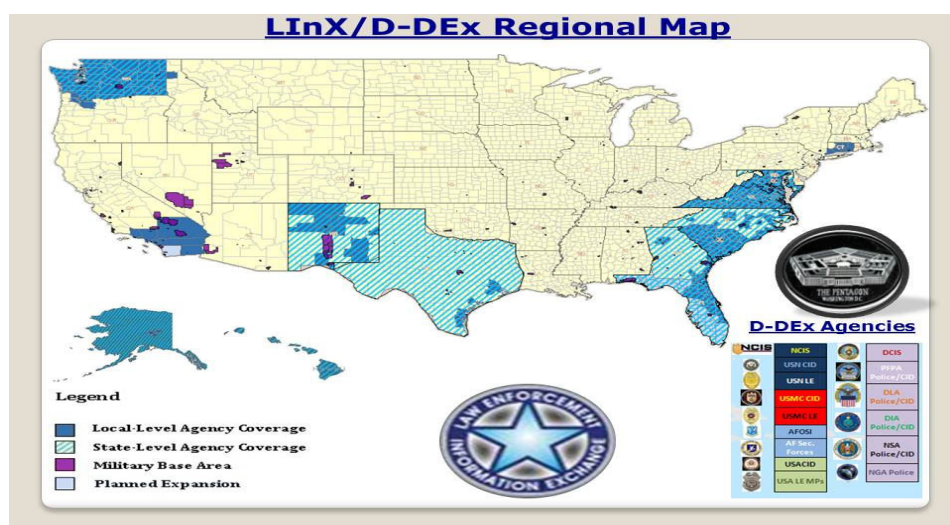 LInX/D-DEx Regional Map
CT
THE PENTAGON
WASHINGTON D.C.
D-DEx Agencies
NCIS
NCIS
DCIS
USN CID
PFPA
Police/CID
USN LE
DLA
Police/CID
USMC CID
USMC LE
DIA
Police/CID
AFOSI
AF Sec.
Forces
NSA
Police/CID
USACID
NGA Police
USA LE MPs
Legend
Local-Level Agency Coverage
State-Level Agency Coverage
Military Base Area
Planned Expansion
LAW ENFORCEMENT
INFORMATION EXCHANGE